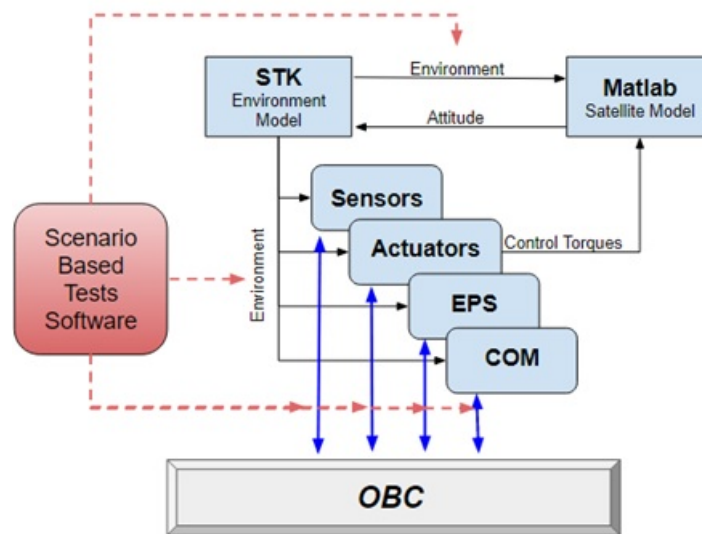 STK
Environment
Model
Environment
Attitude
Matlab
Satellite Model
Sensors
Actuators
Control Torques
EPS
COM
Environment
Scenario
Based
Tests
Software
OBC